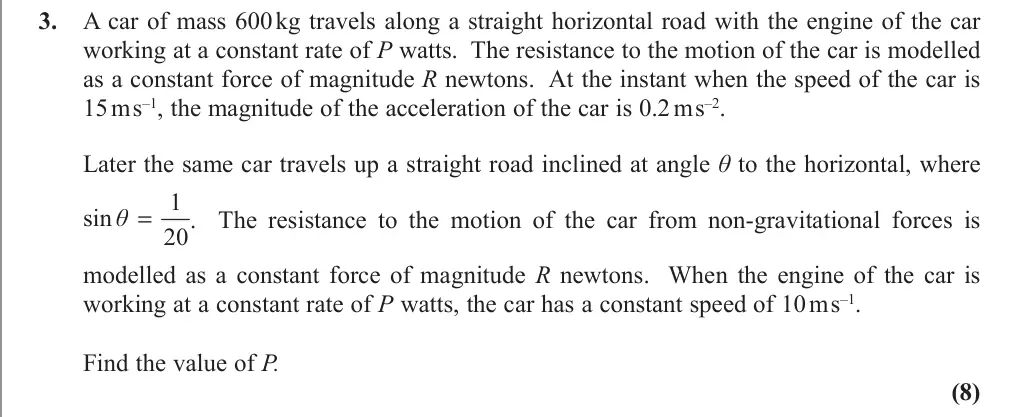 3. A car of mass 600 kg travels along a straight horizontal road with the engine of the car
working at a constant rate of P watts. The resistance to the motion of the car is modelled
as a constant force of magnitude R newtons. At the instant when the speed of the car is
15 m s⁻¹, the magnitude of the acceleration of the car is 0.2 m s⁻².
Later the same car travels up a straight road inclined at angle θ to the horizontal, where
sin θ = 1/20. The resistance to the motion of the car from non-gravitational forces is
modelled as a constant force of magnitude R newtons. When the engine of the car is
working at a constant rate of P watts, the car has a constant speed of 10 m s⁻¹.
Find the value of P.
(8)